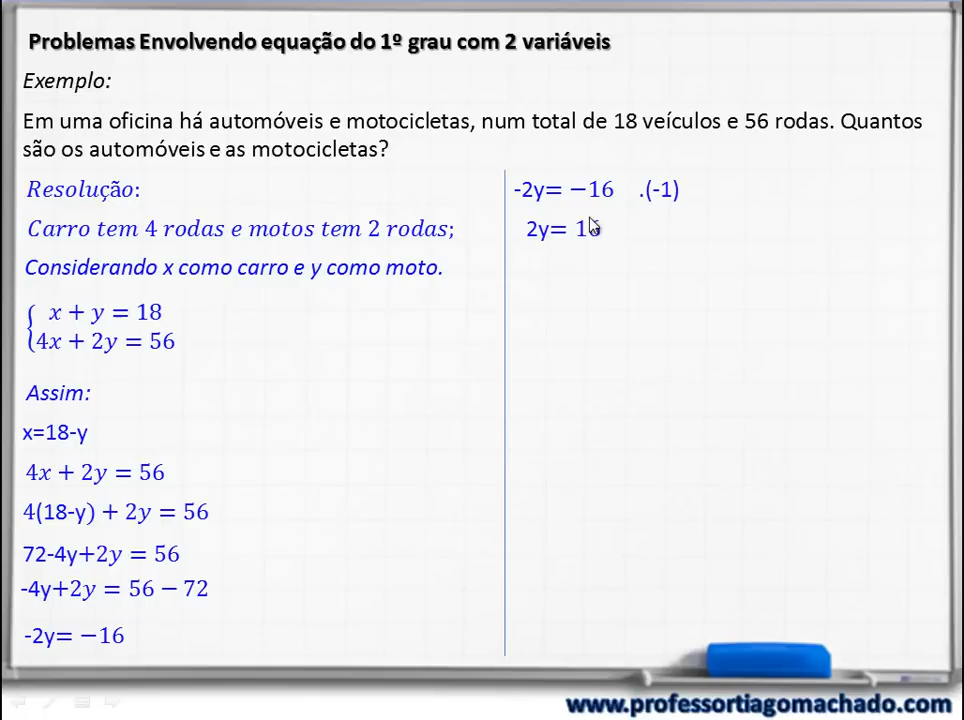 Problemas Envolvendo equação do 1º grau com 2 variáveis
Exemplo:
Em uma oficina há automóveis e motocicletas, num total de 18 veículos e 56 rodas. Quantos
são os automóveis e as motocicletas?
Resolução:
Carro tem 4 rodas e motos tem 2 rodas;
Considerando x como carro e y como moto.
{ x + y = 18
4x + 2y = 56
Assim:
x=18-y
4x + 2y = 56
4(18-y) + 2y = 56
72-4y+2y = 56
-4y+2y = 56 − 72
-2y= −16
-2y= −16 .(-1)
2y= 16
www.professortiagomachado.com